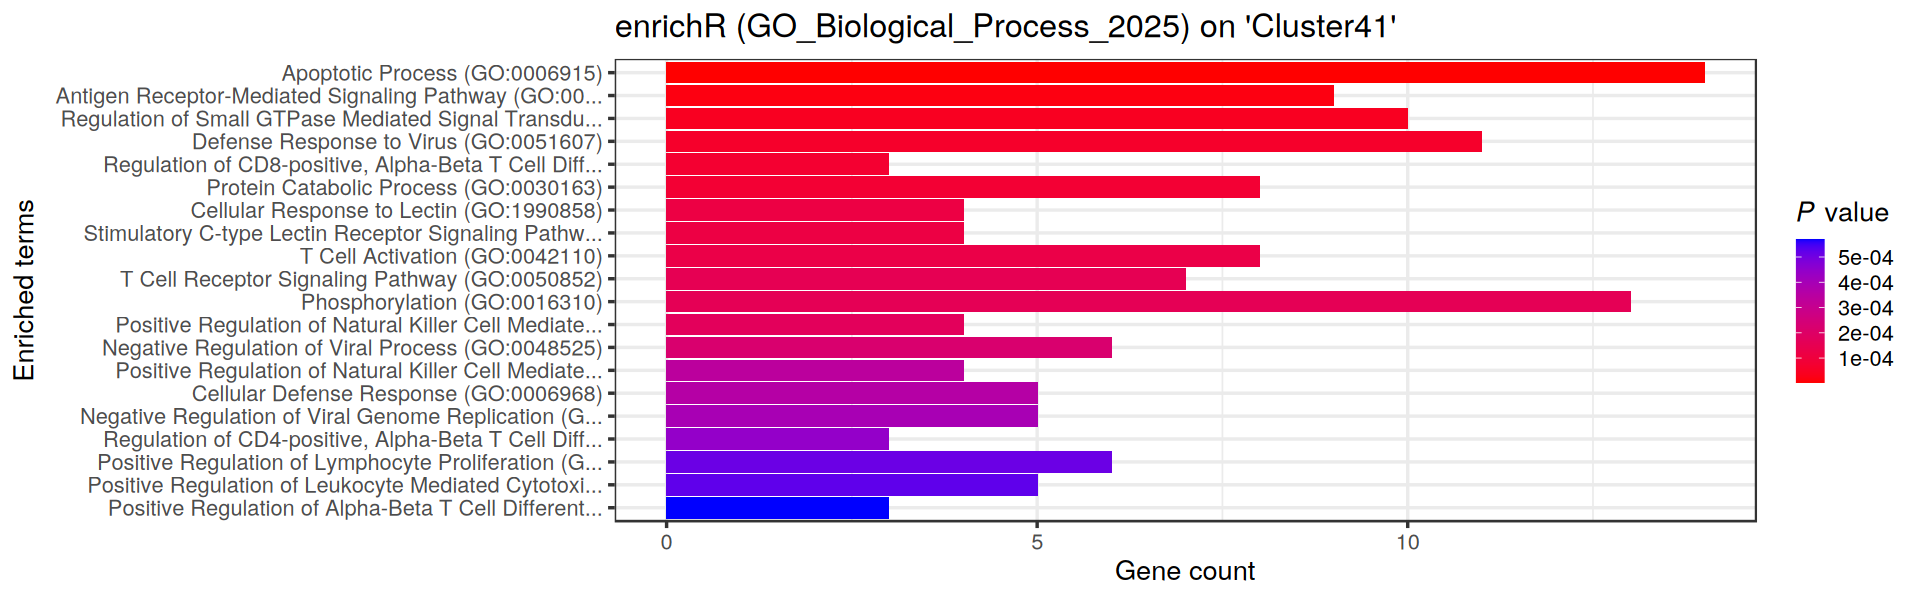 enrichR (GO_Biological_Process_2025) on 'Cluster41'
Apoptotic Process (GO:0006915)
Antigen Receptor-Mediated Signaling Pathway (GO:00...
Regulation of Small GTPase Mediated Signal Transdu...
Defense Response to Virus (GO:0051607)
Regulation of CD8-positive, Alpha-Beta T Cell Diff...
Protein Catabolic Process (GO:0030163)
Cellular Response to Lectin (GO:1990858)
Stimulatory C-type Lectin Receptor Signaling Pathw...
T Cell Activation (GO:0042110)
T Cell Receptor Signaling Pathway (GO:0050852)
Phosphorylation (GO:0016310)
Positive Regulation of Natural Killer Cell Mediate...
Negative Regulation of Viral Process (GO:0048525)
Positive Regulation of Natural Killer Cell Mediate...
Cellular Defense Response (GO:0006968)
Negative Regulation of Viral Genome Replication (G...
Regulation of CD4-positive, Alpha-Beta T Cell Diff...
Positive Regulation of Lymphocyte Proliferation (G...
Positive Regulation of Leukocyte Mediated Cytotoxi...
Positive Regulation of Alpha-Beta T Cell Different...
Enriched terms
0 5 10
Gene count
P value
5e-04
4e-04
3e-04
2e-04
1e-04